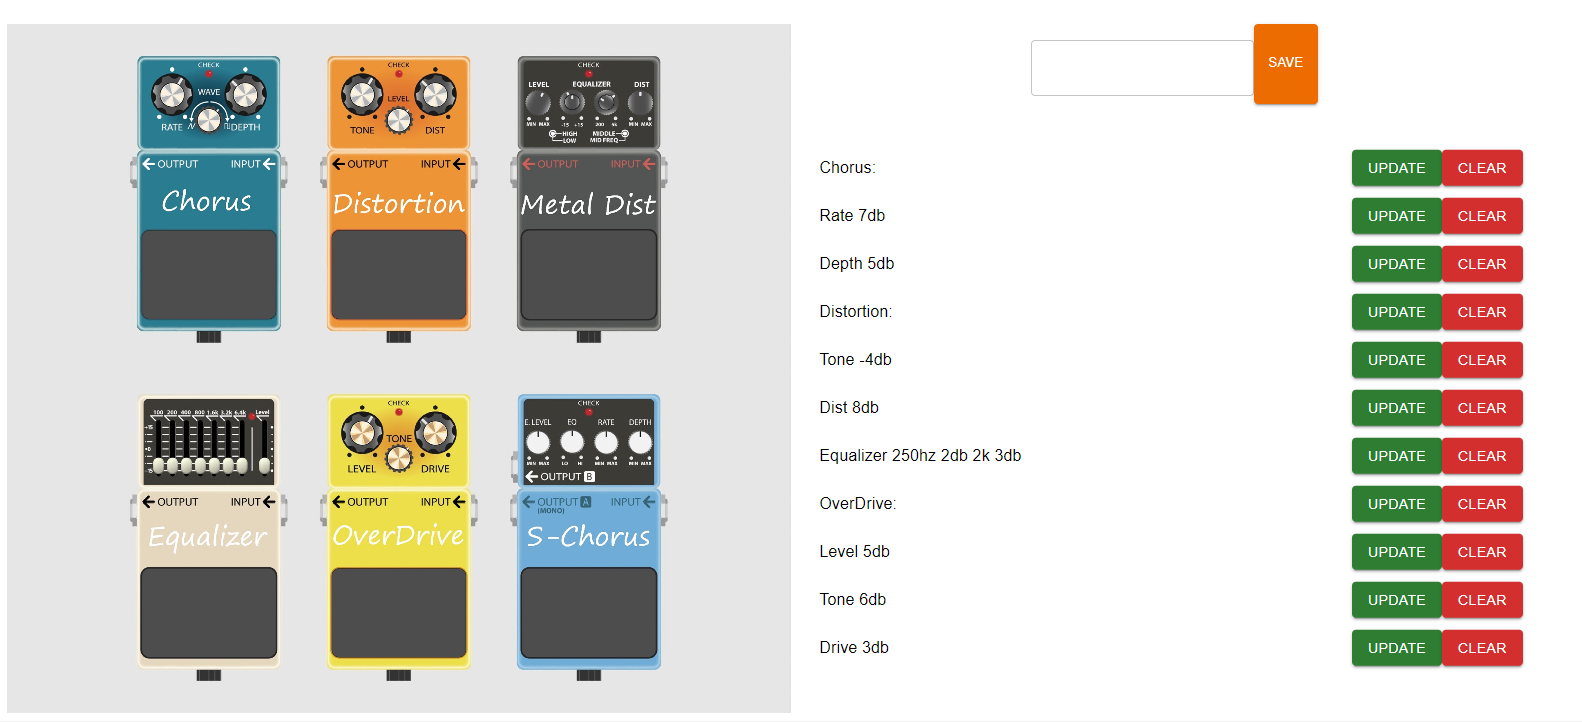 CHECK
WAVE
RATE DEPTH
OUTPUT INPUT
Chorus
CHECK
LEVEL
TONE DIST
OUTPUT INPUT
Distortion
CHECK
LEVEL EQUALIZER DIST
MIN MAX -15 +15 200 5k MIN MAX
HIGH MIDDLE
LOW MID FREQ
OUTPUT INPUT
Metal Dist
100 200 400 800 1.6k 3.2k 6.4k Level
OUTPUT INPUT
Equalizer
CHECK
TONE
LEVEL DRIVE
OUTPUT INPUT
OverDrive
CHECK
E.LEVEL EQ RATE DEPTH
MIN MAX LO HI MIN MAX MIN MAX
OUTPUT B
OUTPUT A INPUT
(MONO)
S-Chorus
SAVE
Chorus: UPDATE CLEAR
Rate 7db UPDATE CLEAR
Depth 5db UPDATE CLEAR
Distortion: UPDATE CLEAR
Tone -4db UPDATE CLEAR
Dist 8db UPDATE CLEAR
Equalizer 250hz 2db 2k 3db UPDATE CLEAR
OverDrive: UPDATE CLEAR
Level 5db UPDATE CLEAR
Tone 6db UPDATE CLEAR
Drive 3db UPDATE CLEAR